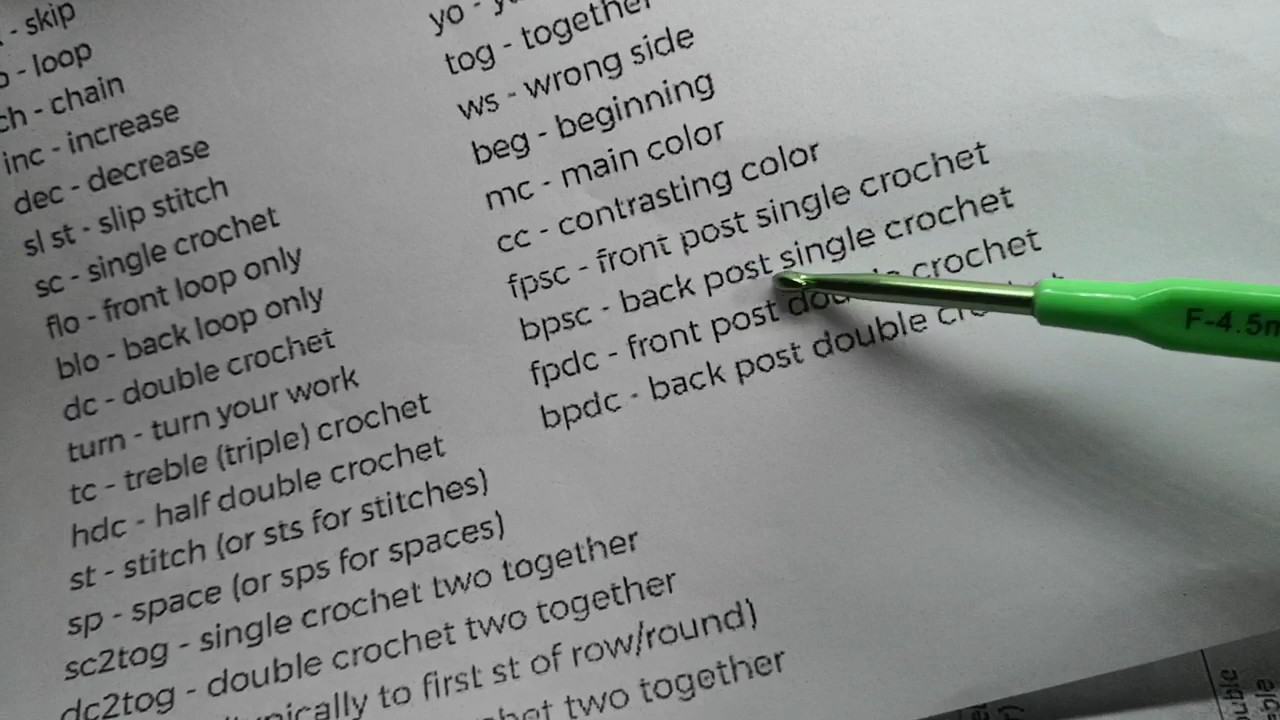 - skip
- loop
ch - chain
inc - increase
dec - decrease
sl st - slip stitch
sc - single crochet
flo - front loop only
blo - back loop only
dc - double crochet
turn - turn your work
tc - treble (triple) crochet
hdc - half double crochet
st - stitch (or sts for stitches)
sp - space (or sps for spaces)
sc2tog - single crochet two together
dc2tog - double crochet two together
to first st of row/round)
two together
yo -
tog - together
ws - wrong side
beg - beginning
mc - main color
cc - contrasting color
fpsc - front post single crochet
bpsc - back post single crochet
fpdc - front post crochet
bpdc - back post double
F-4.5m